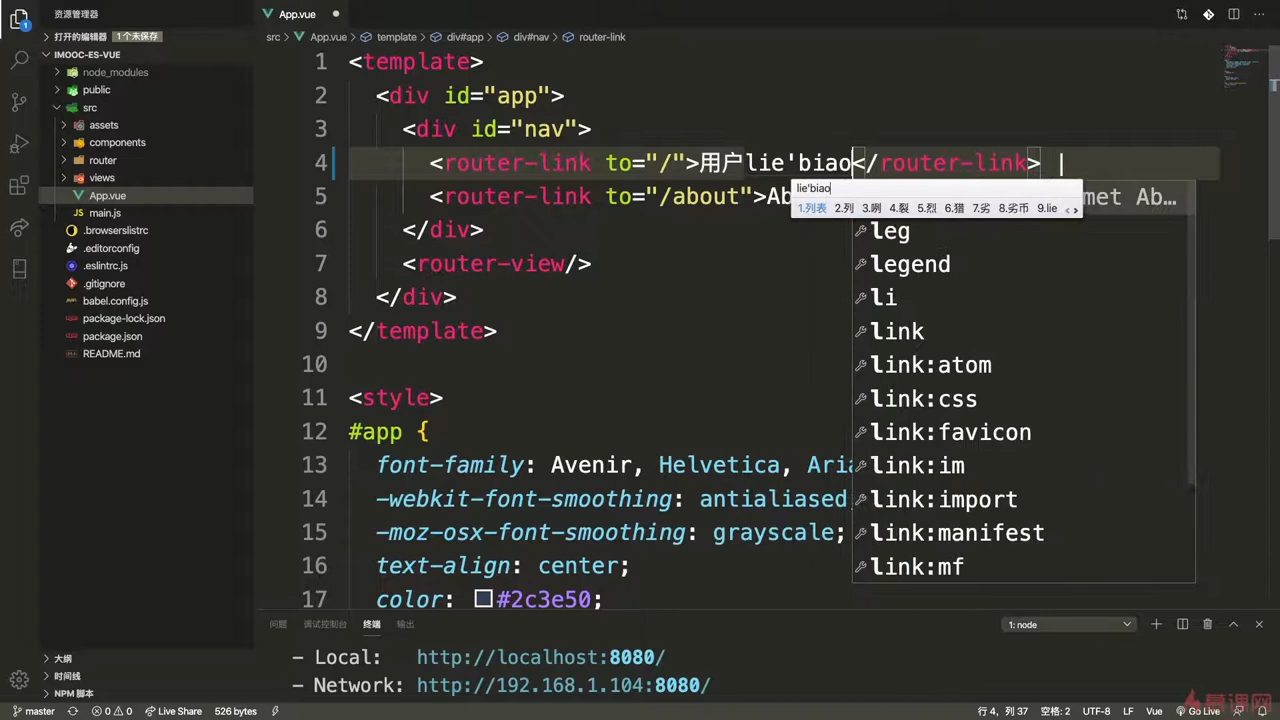 资源管理器
打开的编辑器 1个未保存
IMOOC-ES-VUE
node_modules
public
src
assets
components
router
views
App.vue
main.js
.browserslistrc
.editorconfig
.eslintrc.js
.gitignore
babel.config.js
package-lock.json
package.json
README.md
大纲
时间线
NPM 脚本
App.vue
src > App.vue > template > div#app > div#nav > router-link
1 <template>
2 <div id="app">
3 <div id="nav">
4 <router-link to="/">用户lie'biao</router-link> |
lie'biao
5 <router-link to="/about">Ab
met Ab…
1.列表 2.列 3.咧 4.裂 5.烈 6.猎 7.劣 8.劣币 9.lie
6 </div>
7 <router-view/>
8 </div>
9 </template>
10
11 <style>
12 #app {
13 font-family: Avenir, Helvetica, Aria
14 -webkit-font-smoothing: antialiased
15 -moz-osx-font-smoothing: grayscale;
16 text-align: center;
17 color: #2c3e50;
leg
legend
li
link
link:atom
link:css
link:favicon
link:im
link:import
link:manifest
link:mf
问题 调试控制台 终端 输出
1: node
- Local: http://localhost:8080/
- Network: http://192.168.1.104:8080/
master 0 0 Live Share 526 bytes
行 4, 列 37 空格: 2 UTF-8 LF Vue Go Live
慕课网